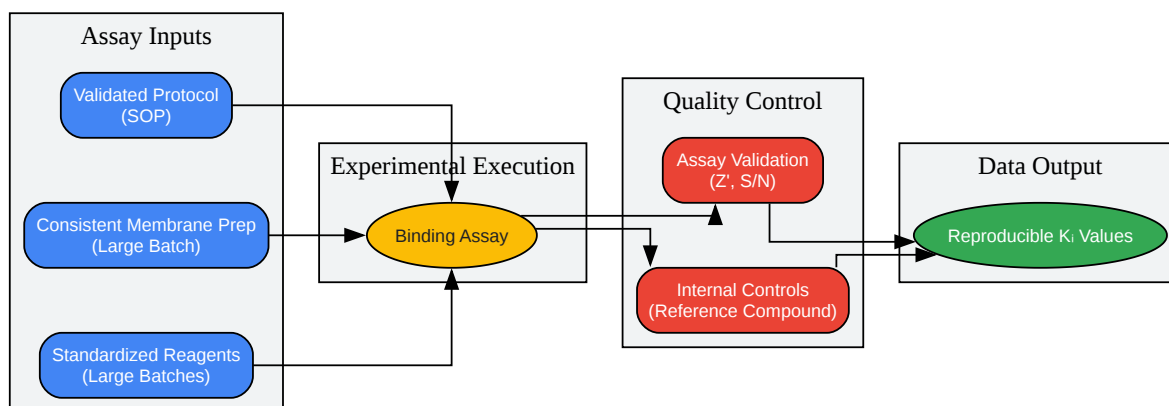 Assay Inputs
Validated Protocol
(SOP)
Consistent Membrane Prep
(Large Batch)
Standardized Reagents
(Large Batches)
Experimental Execution
Binding Assay
Quality Control
Assay Validation
(Z', S/N)
Internal Controls
(Reference Compound)
Data Output
Reproducible Kᵢ Values